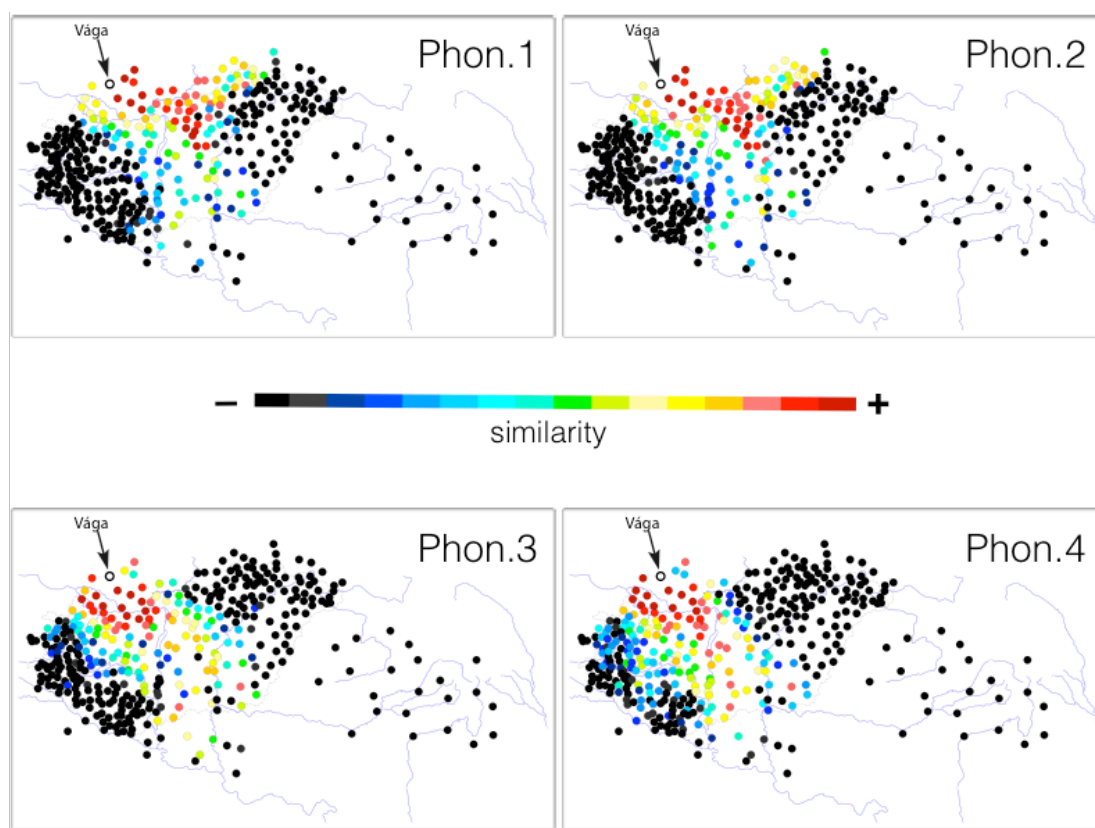 Vága
Phon.1
Vága
Phon.2
− +
similarity
Vága
Phon.3
Vága
Phon.4